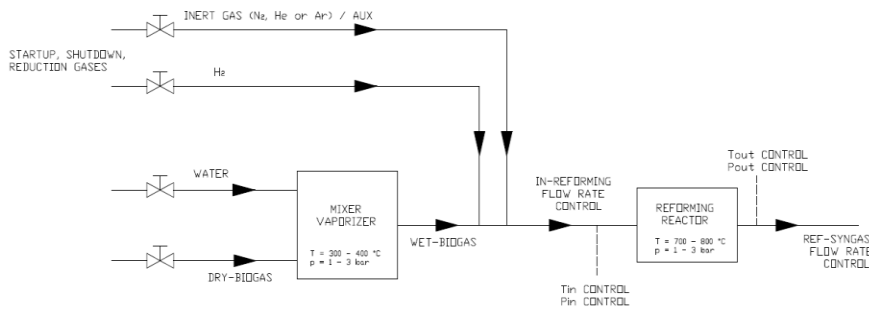 INERT GAS (N₂, He or Ar) / AUX
STARTUP, SHUTDOWN,
REDUCTION GASES
H₂
WATER
DRY-BIOGAS
MIXER
VAPORIZER
T = 300 - 400 °C
p = 1 - 3 bar
WET-BIOGAS
IN-REFORMING
FLOW RATE
CONTROL
Tin CONTROL
Pin CONTROL
REFORMING
REACTOR
T = 700 - 800 °C
p = 1 - 3 bar
Tout CONTROL
Pout CONTROL
REF-SYNGAS
FLOW RATE
CONTROL